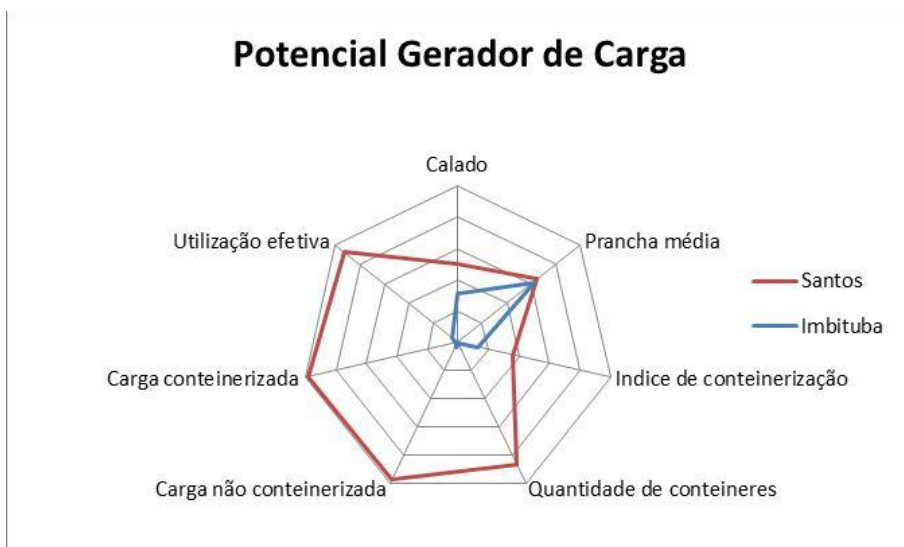 Potencial Gerador de Carga
Calado
Utilização efetiva
Prancha média
Santos
Imbituba
Carga conteinerizada
Indice de conteinerização
Carga não conteinerizada
Quantidade de conteineres